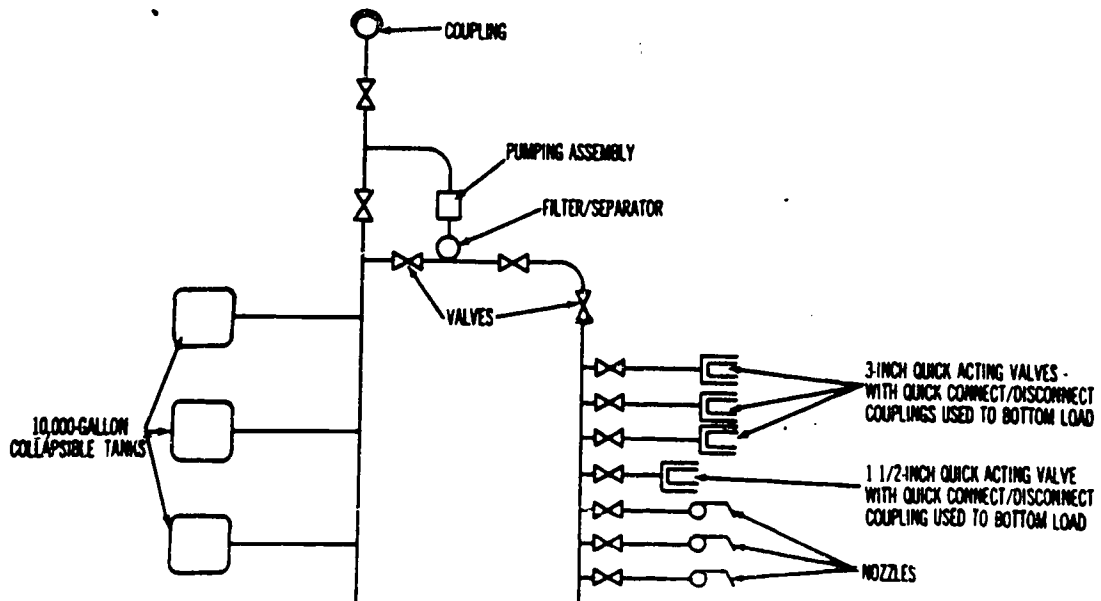 COUPLING
PUMPING ASSEMBLY
FILTER/SEPARATOR
VALVES
10,000-GALLON
COLLAPSIBLE TANKS
3-INCH QUICK ACTING VALVES -
WITH QUICK CONNECT/DISCONNECT
COUPLINGS USED TO BOTTOM LOAD
1 1/2-INCH QUICK ACTING VALVE
WITH QUICK CONNECT/DISCONNECT
COUPLING USED TO BOTTOM LOAD
NOZZLES